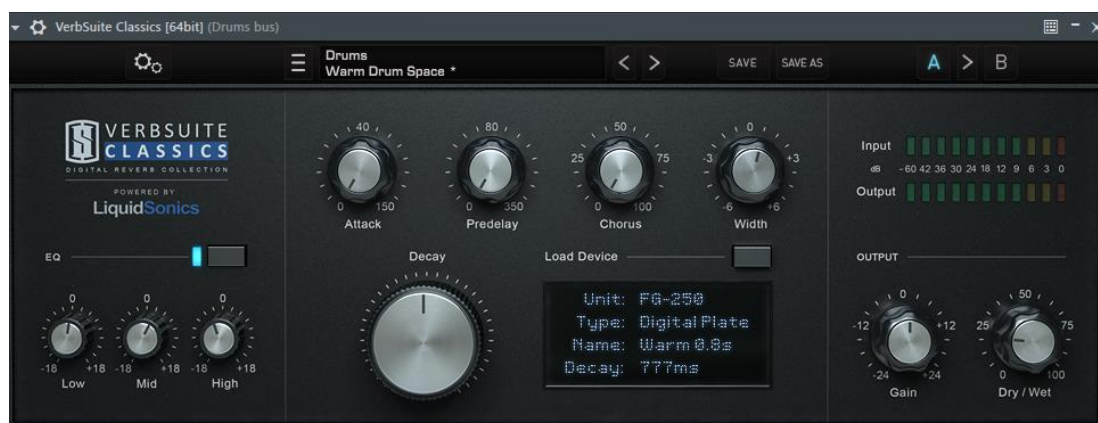 VerbSuite Classics [64bit] (Drums bus)
Drums
Warm Drum Space *
< >
SAVE
SAVE AS
A > B
VERBSUITE
CLASSICS
DIGITAL REVERB COLLECTION
POWERED BY
LiquidSonics
EQ
0
-18 +18
Low
0
-18 +18
Mid
0
-18 +18
High
40
0 150
Attack
80
0 350
Predelay
50
25 75
0 100
Chorus
0
-3 +3
-6 +6
Width
Decay
Load Device
Unit: FG-250
Type: Digital Plate
Name: Warm 0.8s
Decay: 777ms
Input
dB -60 42 36 30 24 18 12 9 6 3 0
Output
OUTPUT
0
-12 +12
-24 +24
Gain
50
25 75
0 100
Dry / Wet